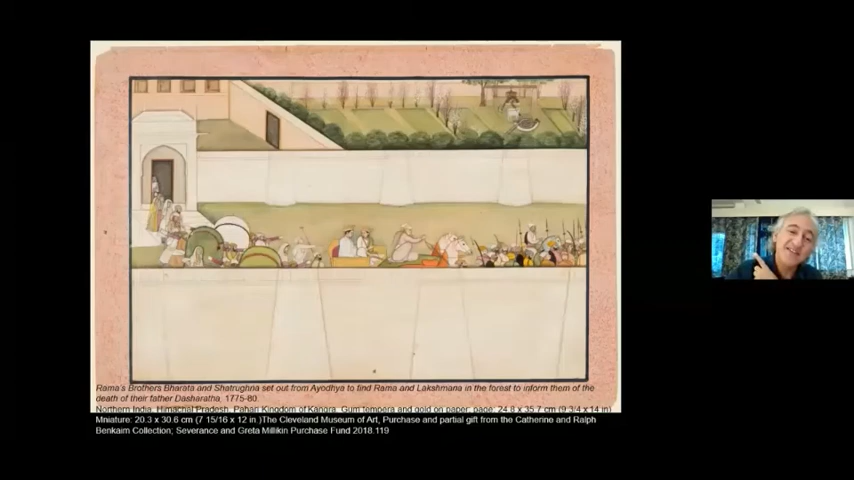 Rama's Brothers Bharata and Shatrughna set out from Ayodhya to find Rama and Lakshmana in the forest to inform them of the
death of their father Dasharatha, 1775-80.
Northern India, Himachal Pradesh, Pahari Kingdom of Kangra. Gum tempera and gold on paper; page: 24.8 x 35.7 cm (9 3/4 x 14 in)
Mniature: 20.3 x 30.6 cm (7 15/16 x 12 in.)The Cleveland Museum of Art, Purchase and partial gift from the Catherine and Ralph
Benkaim Collection; Severance and Greta Millikin Purchase Fund 2018.119